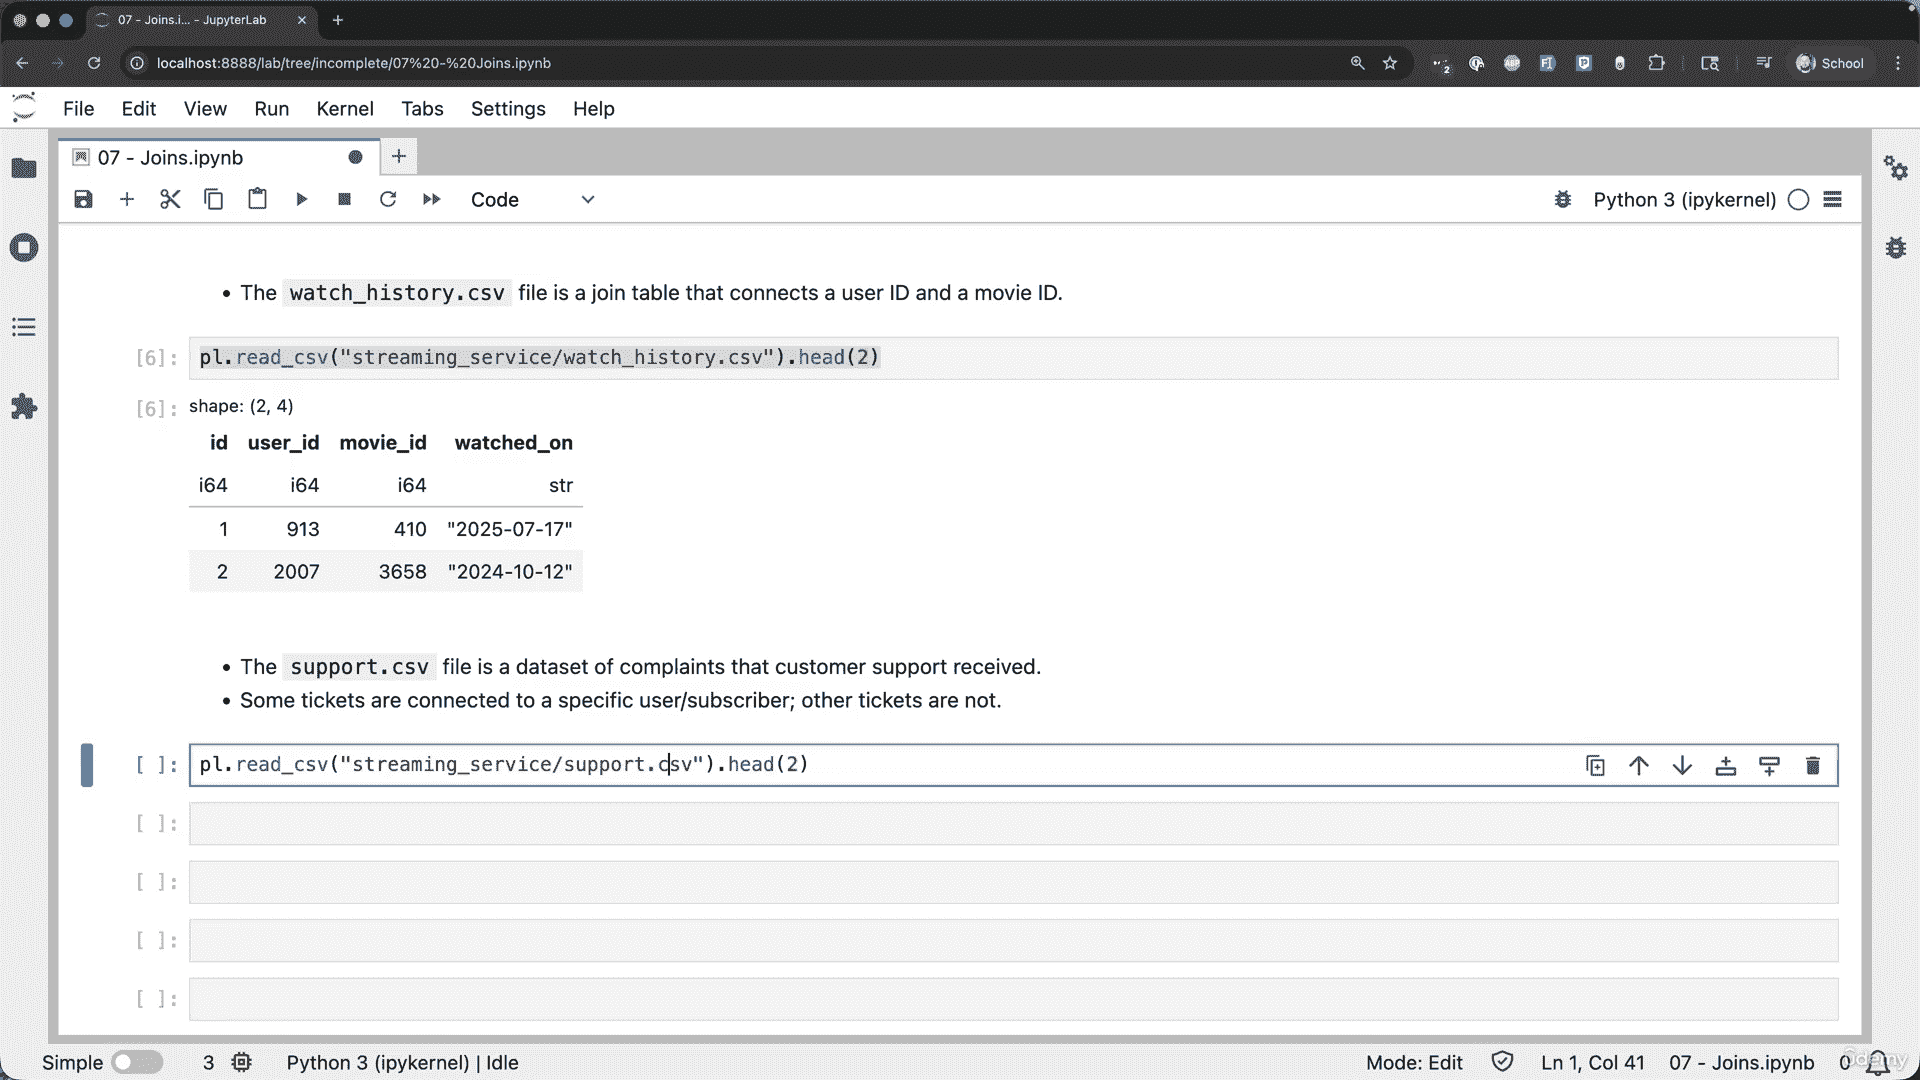 07 - Joins.i... - JupyterLab
localhost:8888/lab/tree/incomplete/07%20-%20Joins.ipynb
2
ABP
School
File Edit View Run Kernel Tabs Settings Help
07 - Joins.ipynb
Code
Python 3 (ipykernel)
• The watch_history.csv file is a join table that connects a user ID and a movie ID.
[6]: pl.read_csv("streaming_service/watch_history.csv").head(2)
[6]: shape: (2, 4)
id user_id movie_id watched_on
i64 i64 i64 str
1 913 410 "2025-07-17"
2 2007 3658 "2024-10-12"
• The support.csv file is a dataset of complaints that customer support received.
• Some tickets are connected to a specific user/subscriber; other tickets are not.
[ ]: pl.read_csv("streaming_service/support.csv").head(2)
[ ]:
[ ]:
[ ]:
[ ]:
Simple 3 Python 3 (ipykernel) | Idle Mode: Edit Ln 1, Col 41 07 - Joins.ipynb 0
Udemy